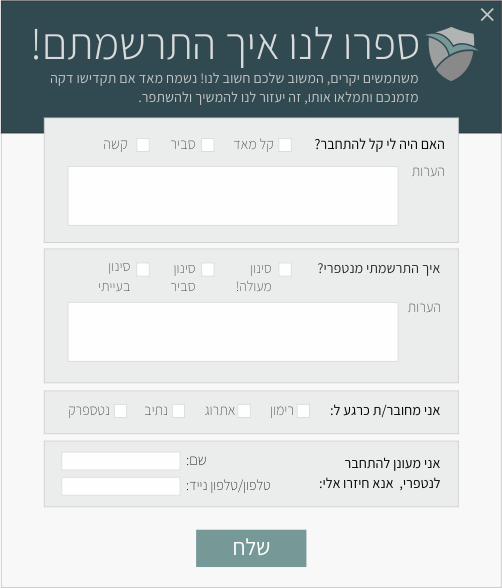 ספרו לנו איך התרשמתם!
משתמשים יקרים, המשוב שלכם חשוב לנו! נשמח מאד אם תקדישו דקה
מזמנכם ותמלאו אותו, זה יעזור לנו להמשיך ולהשתפר.
האם היה לי קל להתחבר? קל מאד סביר קשה
הערות
איך התרשמתי מנטפרי? סינון סינון סינון
מעולה! סביר בעייתי
הערות
אני מחובר/ת כרגע ל: רימון אתרוג נתיב נטספרק
אני מעונן להתחבר שם:
לנטפרי, אנא חיזרו אלי: טלפון/טלפון נייד:
שלח